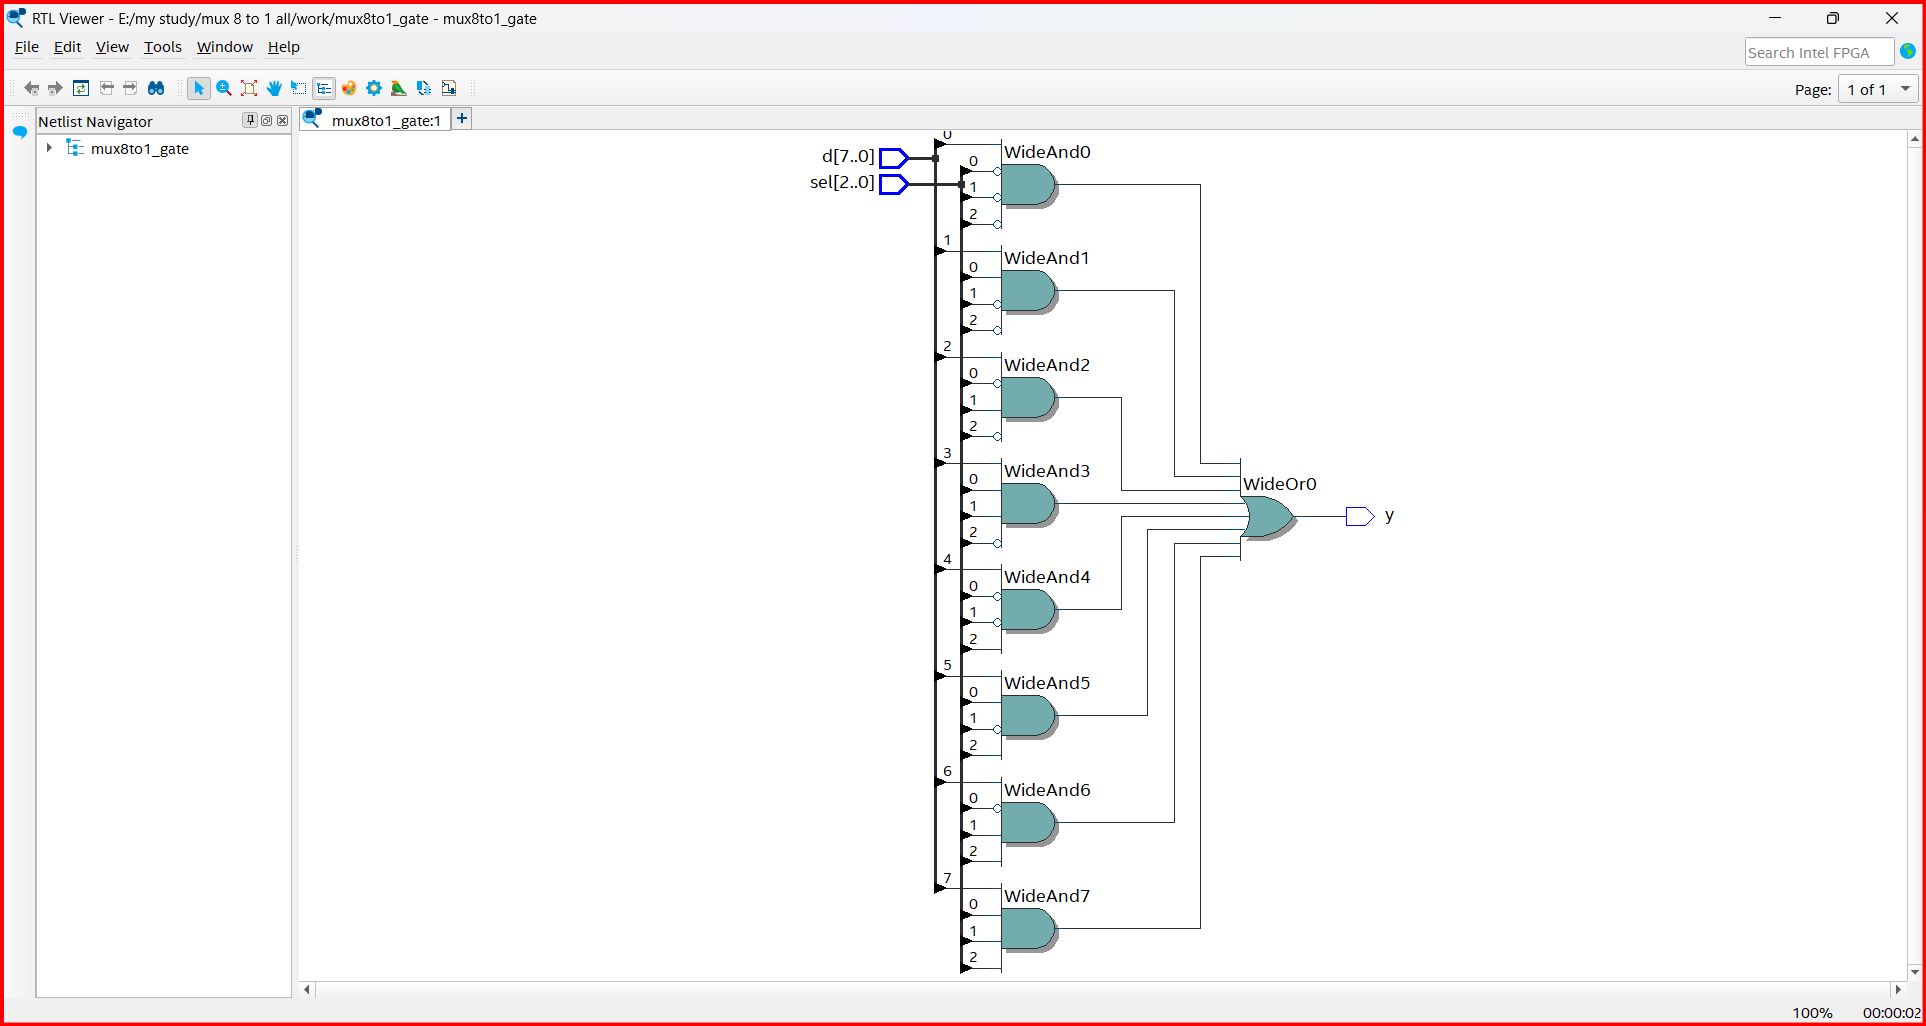 RTL Viewer - E:/my study/mux 8 to 1 all/work/mux8to1_gate - mux8to1_gate
File Edit View Tools Window Help
Search Intel FPGA
Page: 1 of 1
Netlist Navigator
mux8to1_gate
mux8to1_gate:1
d[7..0]
sel[2..0]
0
WideAnd0
0
1
2
1
WideAnd1
0
1
2
2
WideAnd2
0
1
2
3
WideAnd3
0
1
2
4
WideAnd4
0
1
2
5
WideAnd5
0
1
2
6
WideAnd6
0
1
2
7
WideAnd7
0
1
2
WideOr0
y
100% 00:00:02